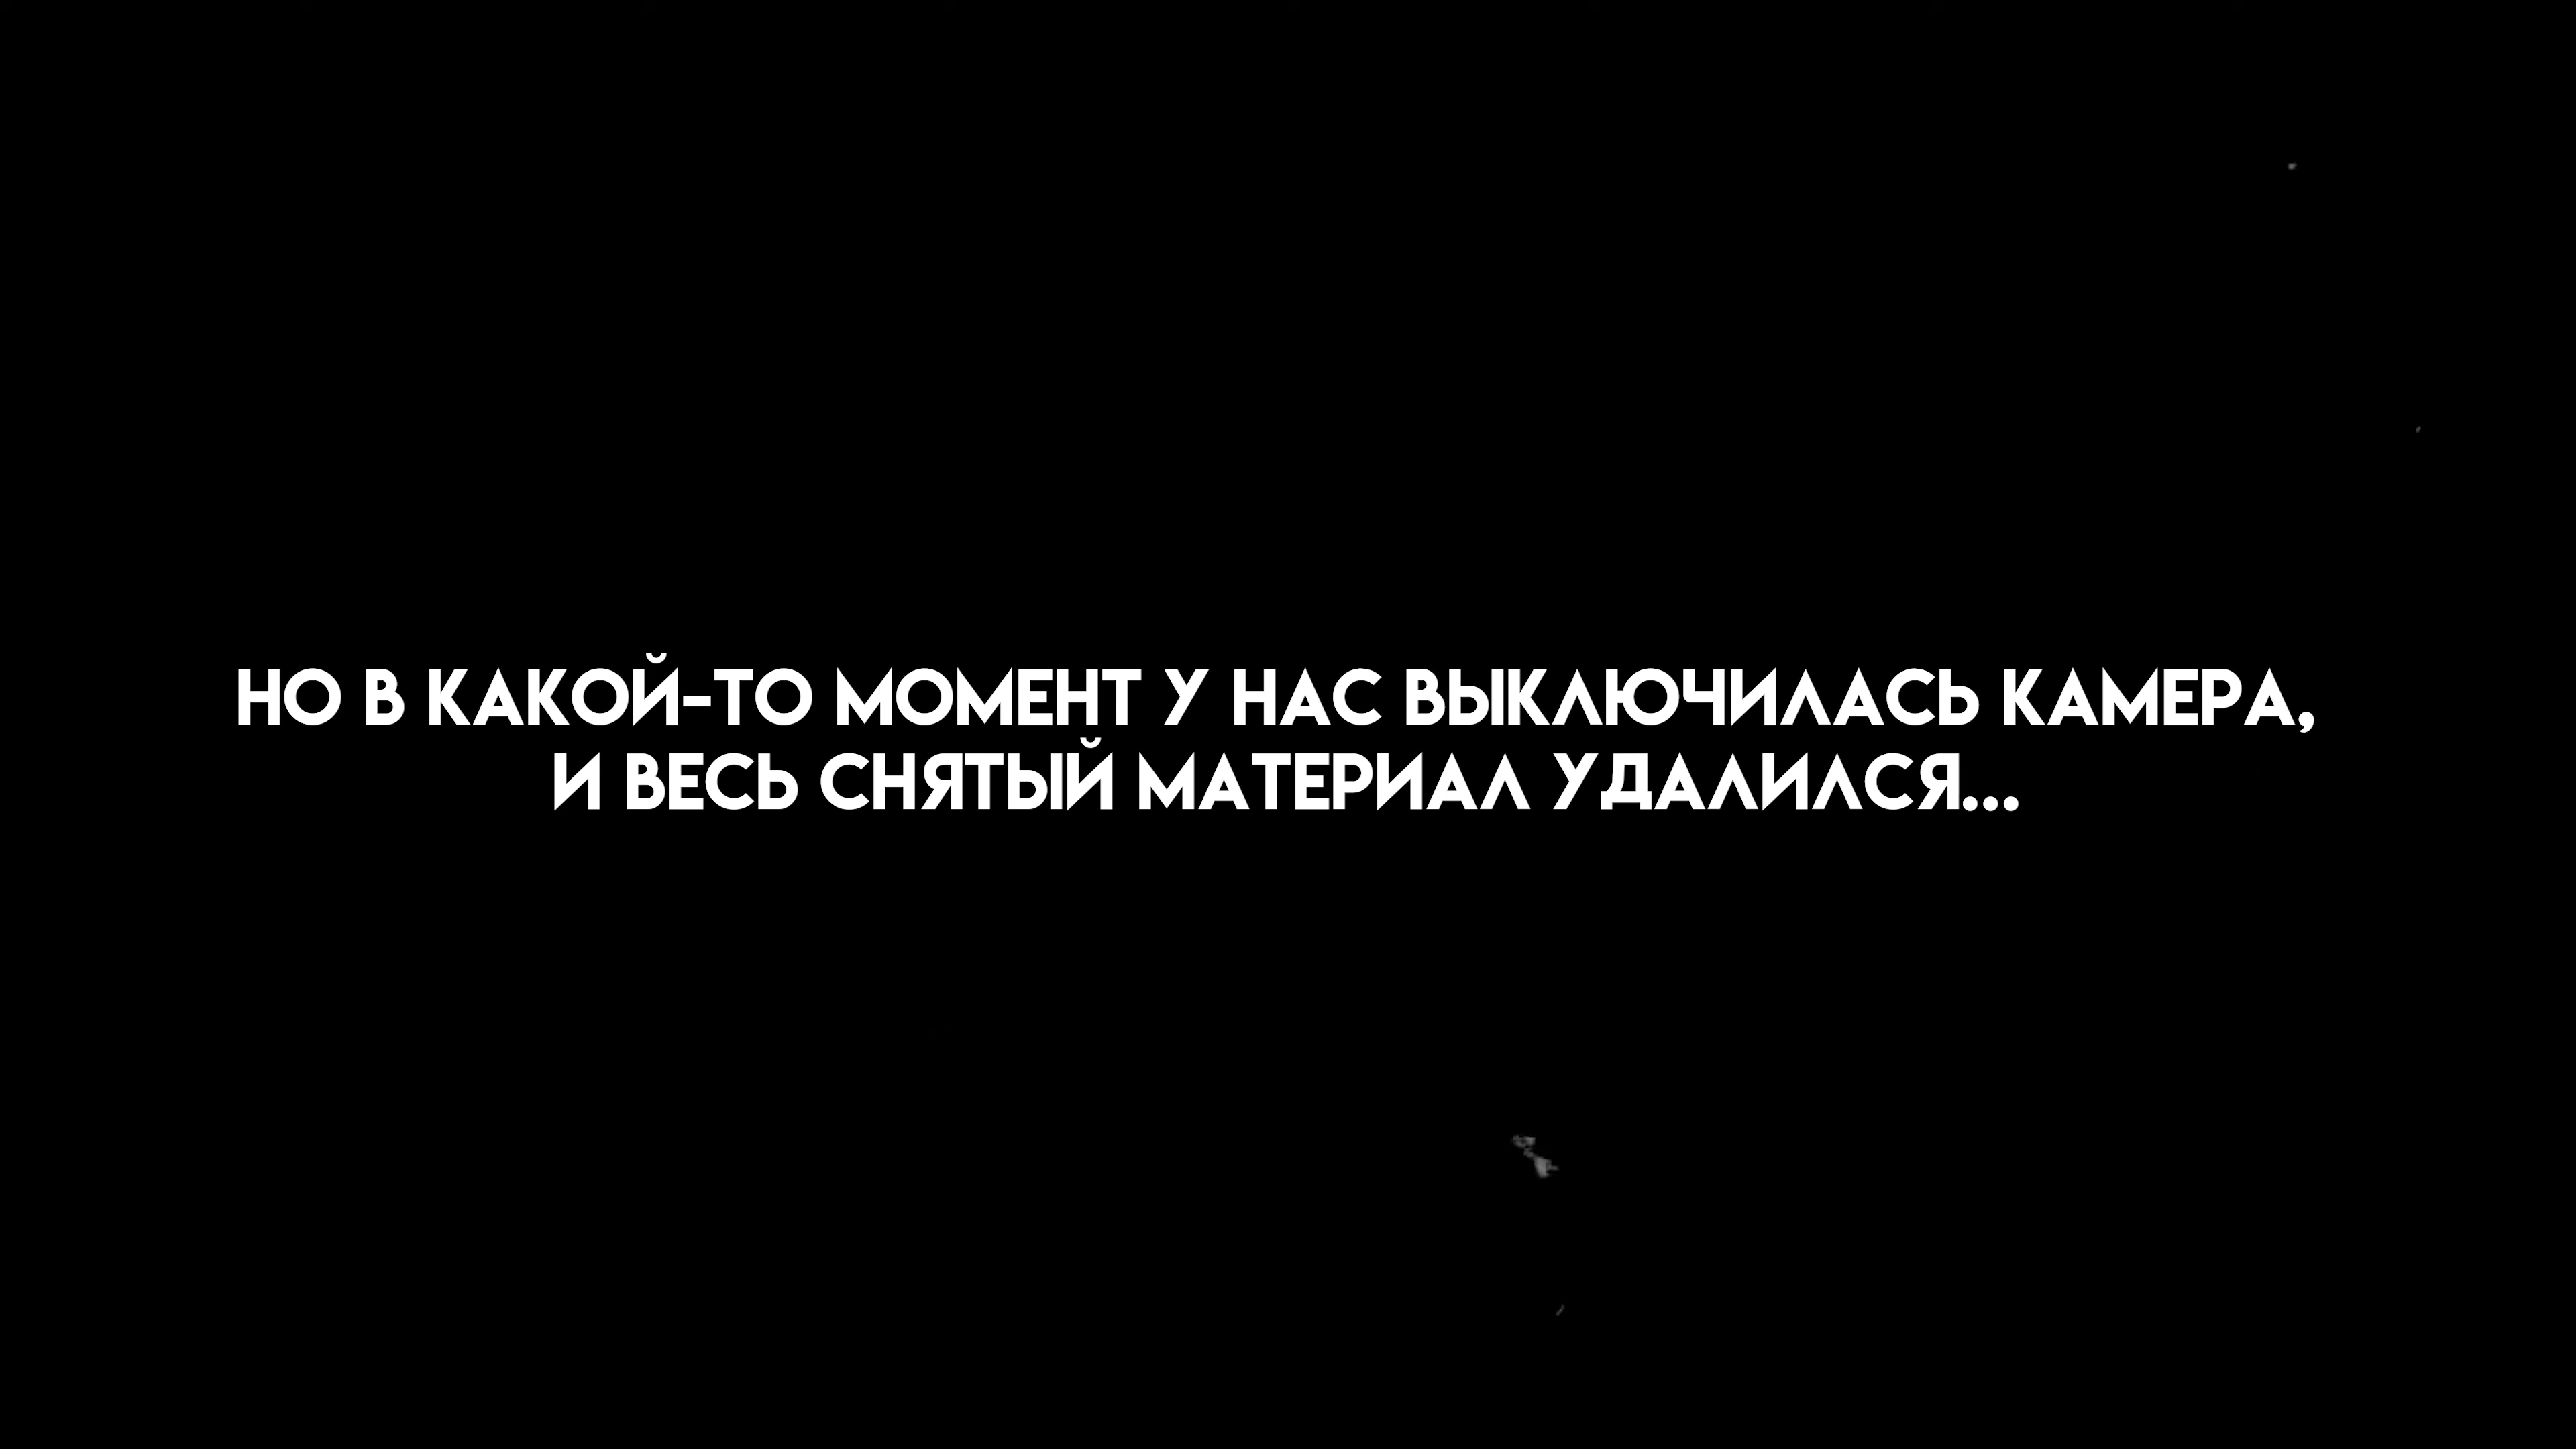 НО В КАКОЙ-ТО МОМЕНТ У НАС ВЫКЛЮЧИЛАСЬ КАМЕРА,
И ВЕСЬ СНЯТЫЙ МАТЕРИАЛ УДАЛИЛСЯ...